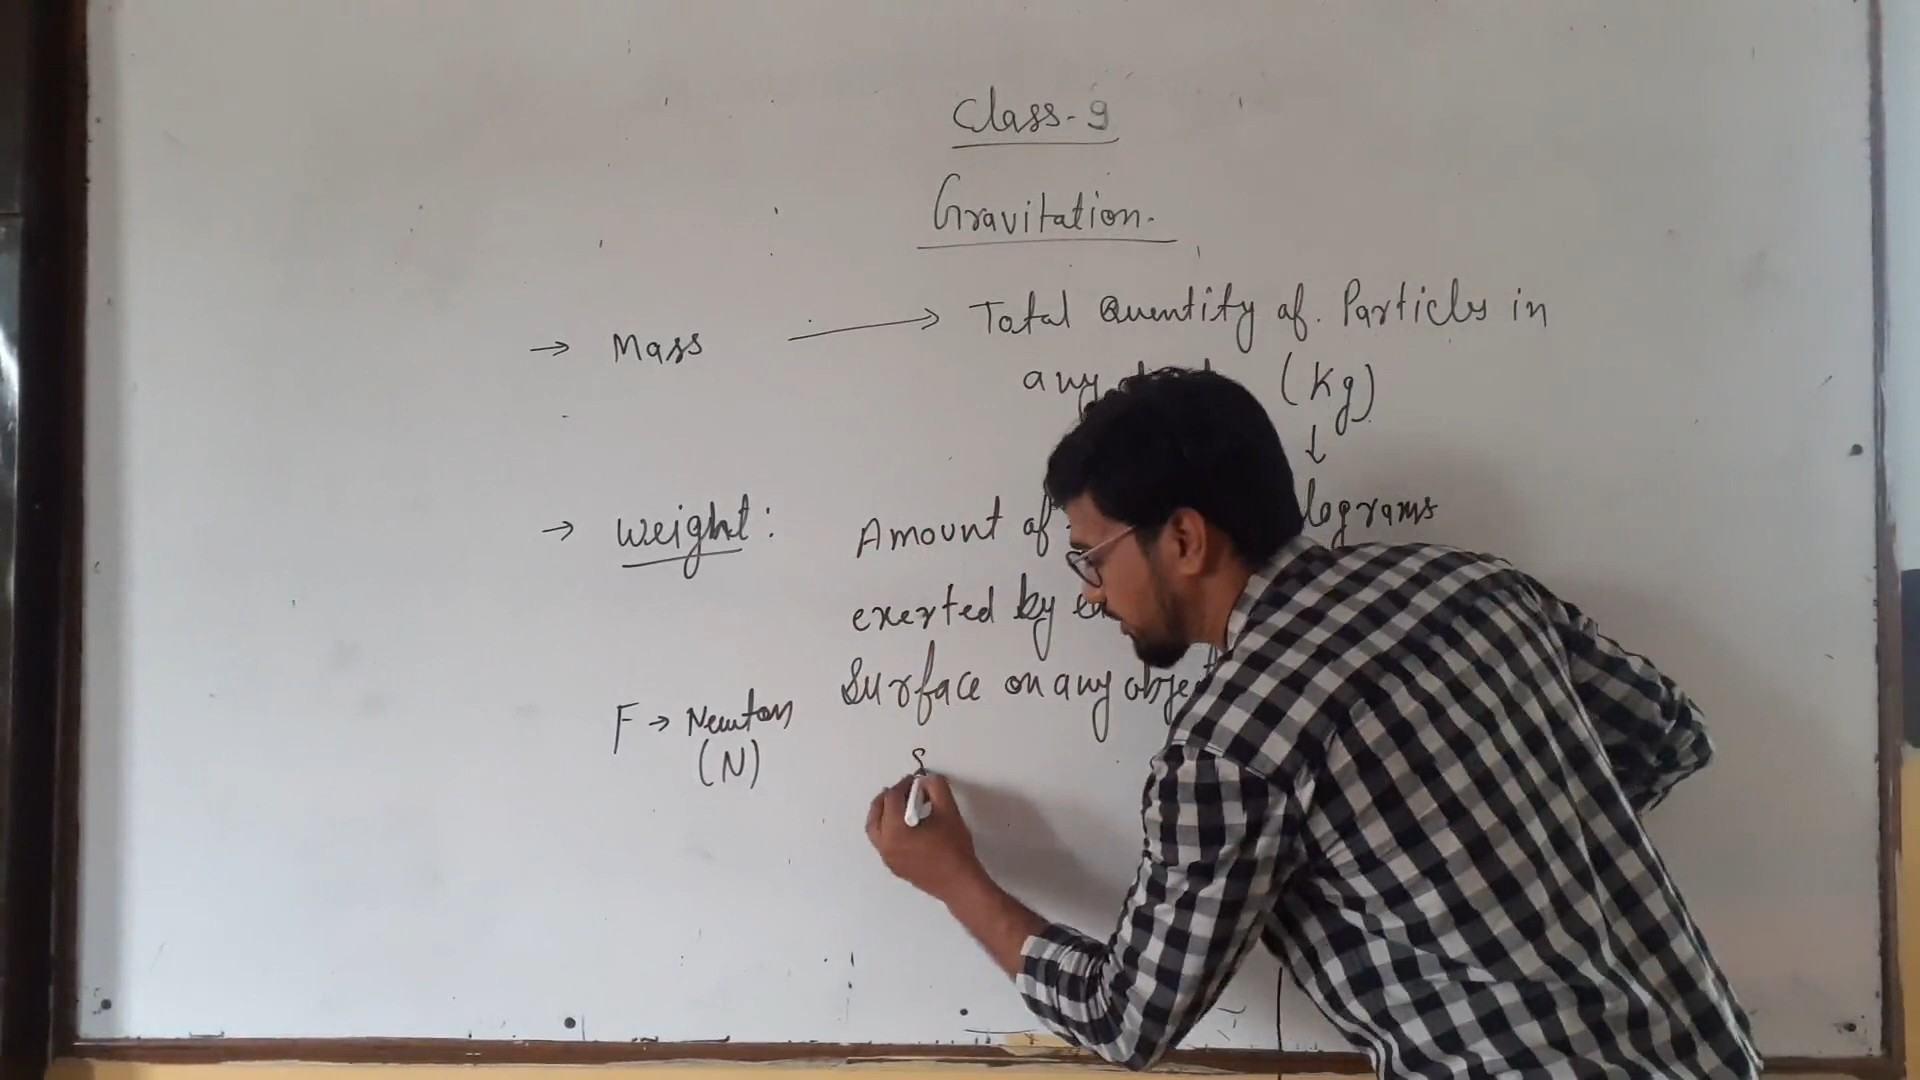 Class-9
Gravitation.
→ Mass → Total Quentity of. Particles in
any (Kg)
↓
→ Weight: Amount of
exerted by
Surface on any
F → Newton
(N)
S